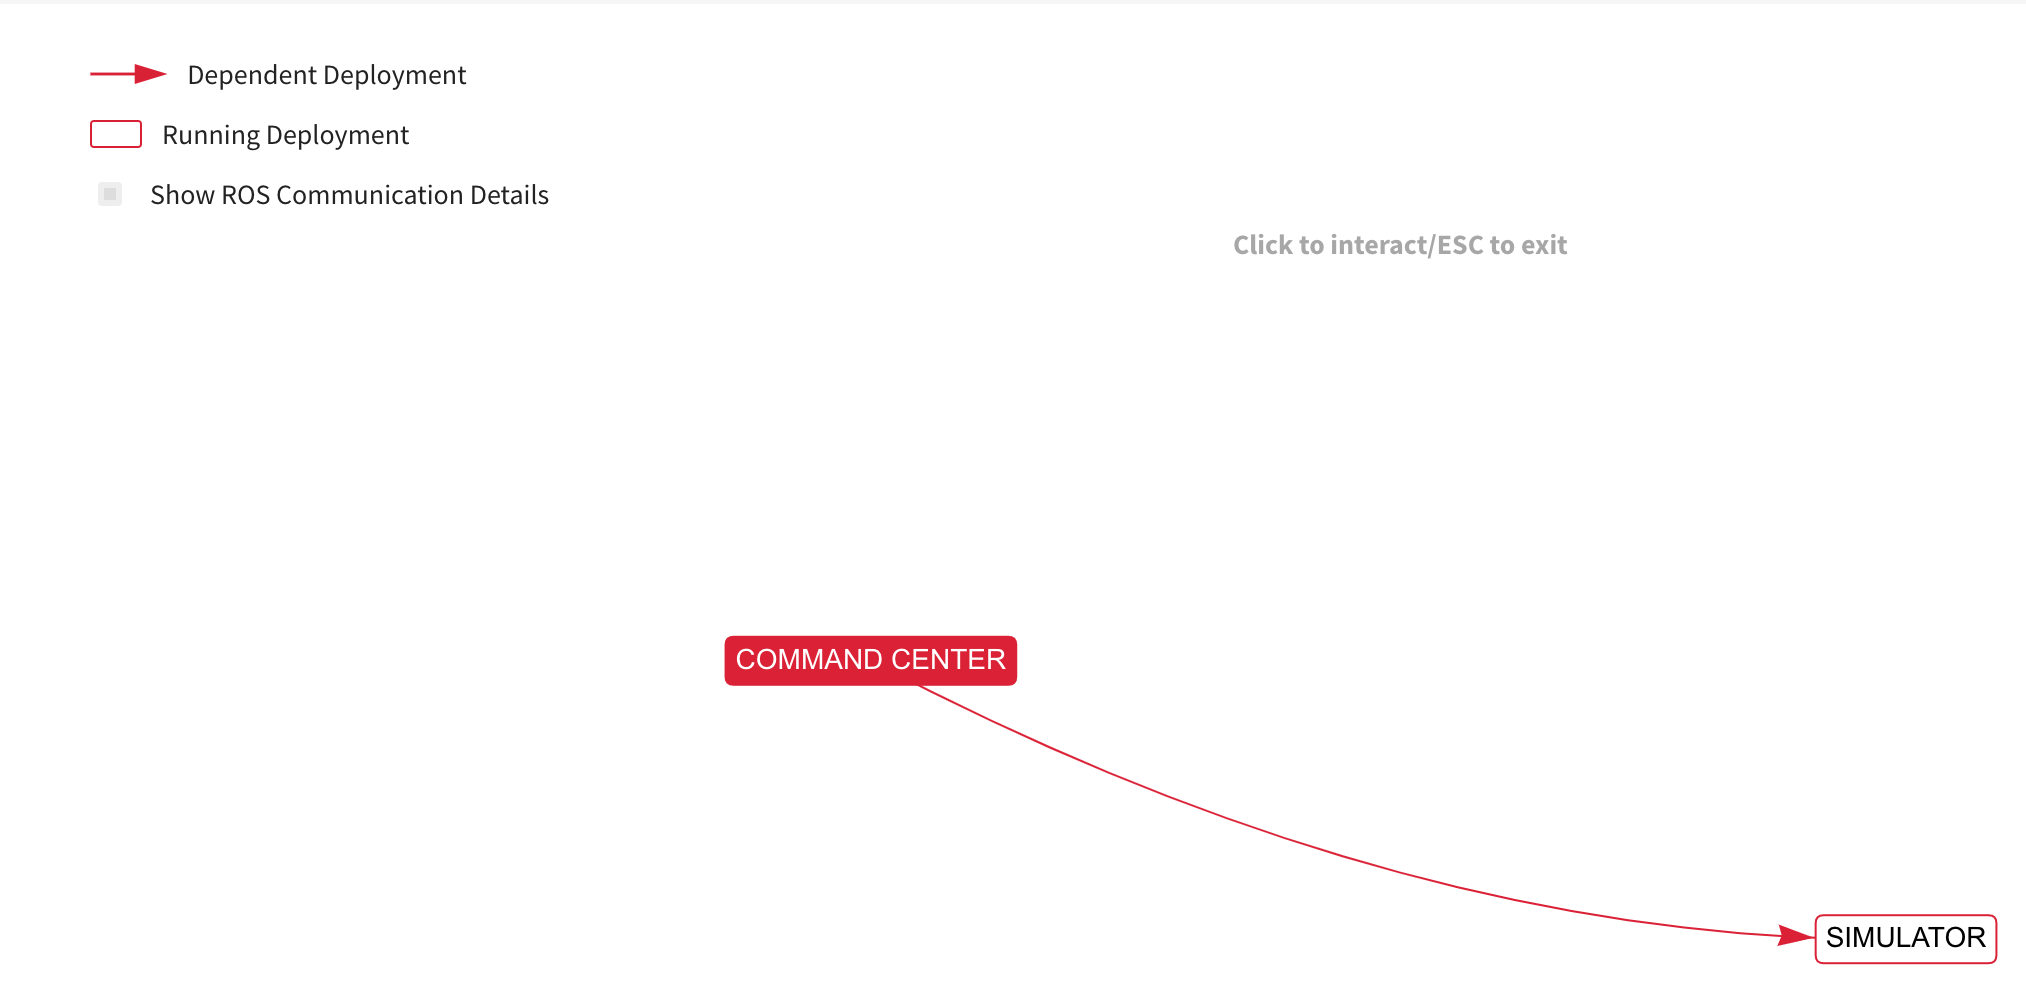 Dependent Deployment
Running Deployment
Show ROS Communication Details
Click to interact/ESC to exit
COMMAND CENTER
SIMULATOR